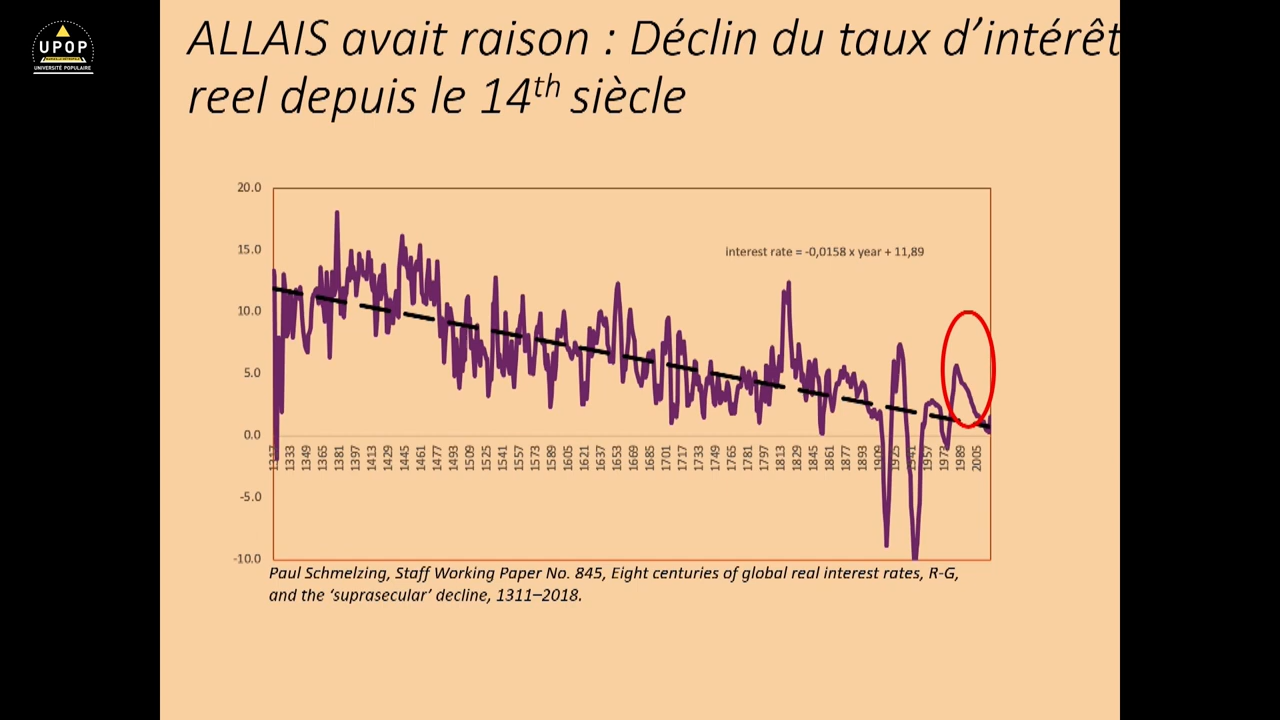 ALLAIS avait raison : Déclin du taux d'intérêt
reel depuis le 14th siècle
UPOP
UNIVERSITÉ POPULAIRE
20.0
15.0
10.0
5.0
0.0
-5.0
-10.0
interest rate = -0,0158 x year + 11,89
1333 1349 1365 1381 1397 1413 1429 1445 1461 1477 1493 1509 1525 1541 1557 1573 1589 1605 1621 1637 1653 1669 1685 1701 1717 1733 1749 1765 1781 1797 1813 1829 1845 1861 1877 1893 1909 1925 1941 1957 1973 1989 2005
Paul Schmelzing, Staff Working Paper No. 845, Eight centuries of global real interest rates, R-G,
and the ‘suprasecular’ decline, 1311–2018.